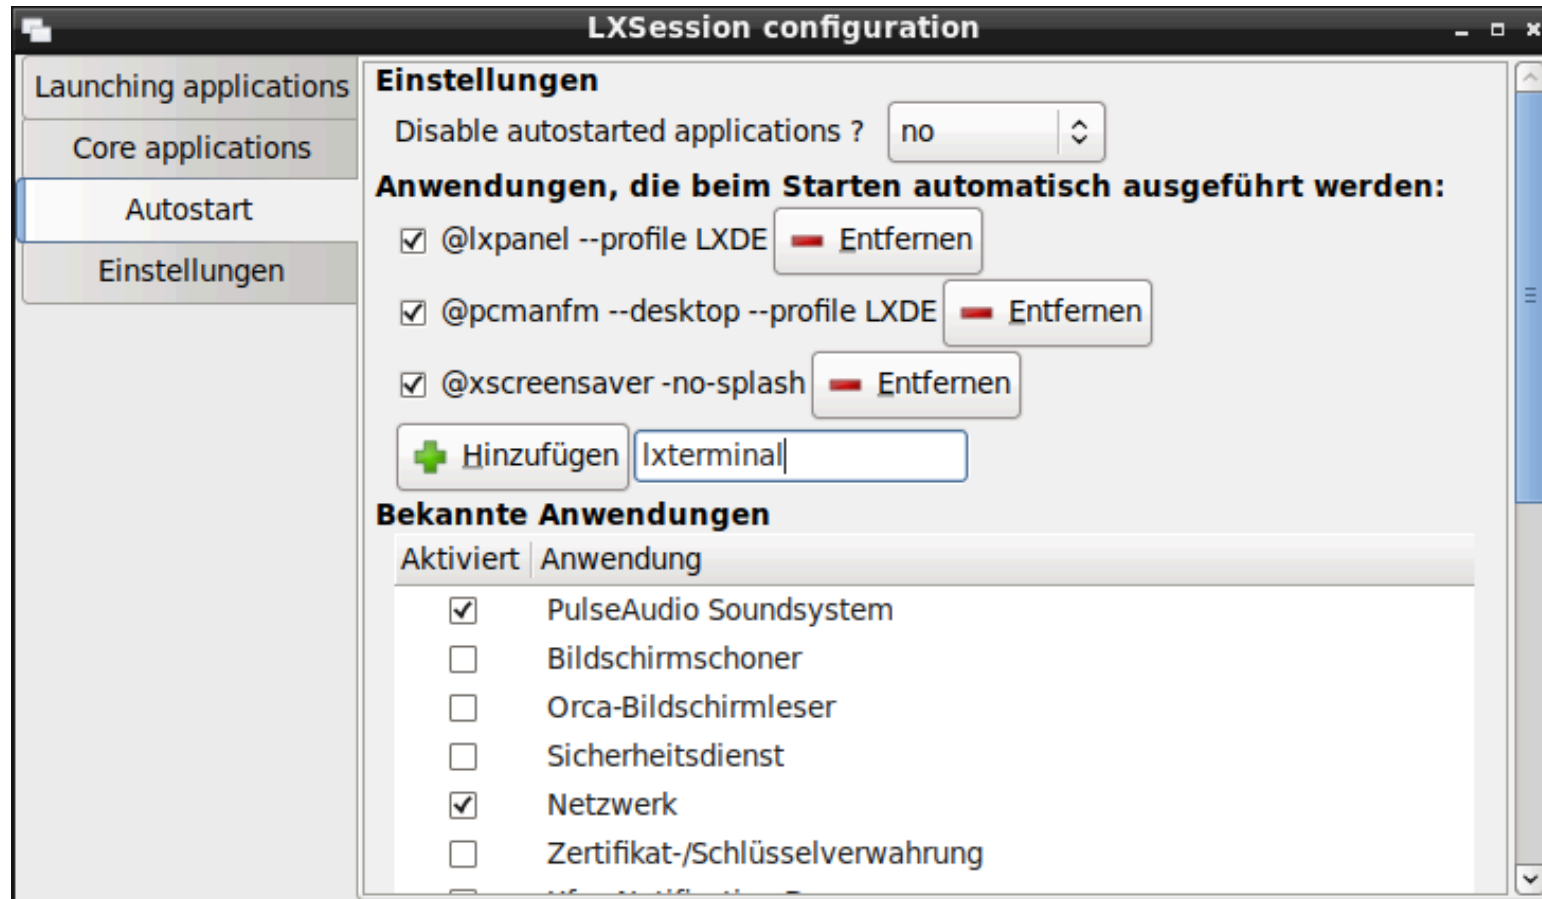 LXSession configuration
Launching applications
Core applications
Autostart
Einstellungen
Einstellungen
Disable autostarted applications ? no
Anwendungen, die beim Starten automatisch ausgeführt werden:
@lxpanel --profile LXDE Entfernen
@pcmanfm --desktop --profile LXDE Entfernen
@xscreensaver -no-splash Entfernen
Hinzufügen lxterminal
Bekannte Anwendungen
Aktiviert Anwendung
PulseAudio Soundsystem
Bildschirmschoner
Orca-Bildschirmleser
Sicherheitsdienst
Netzwerk
Zertifikat-/Schlüsselverwahrung